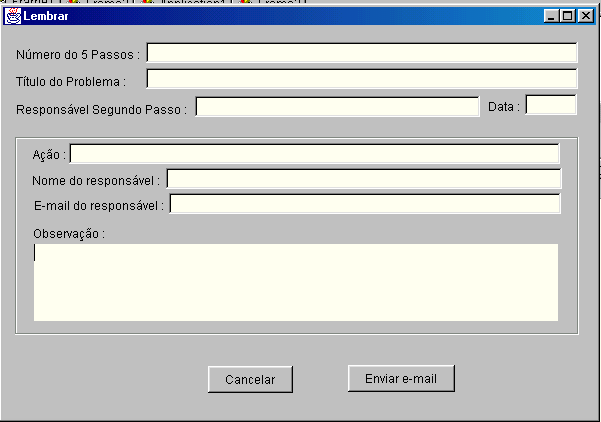 Lembrar
Número do 5 Passos :
Título do Problema :
Responsável Segundo Passo : Data :
Ação :
Nome do responsável :
E-mail do responsável :
Observação :
Cancelar Enviar e-mail